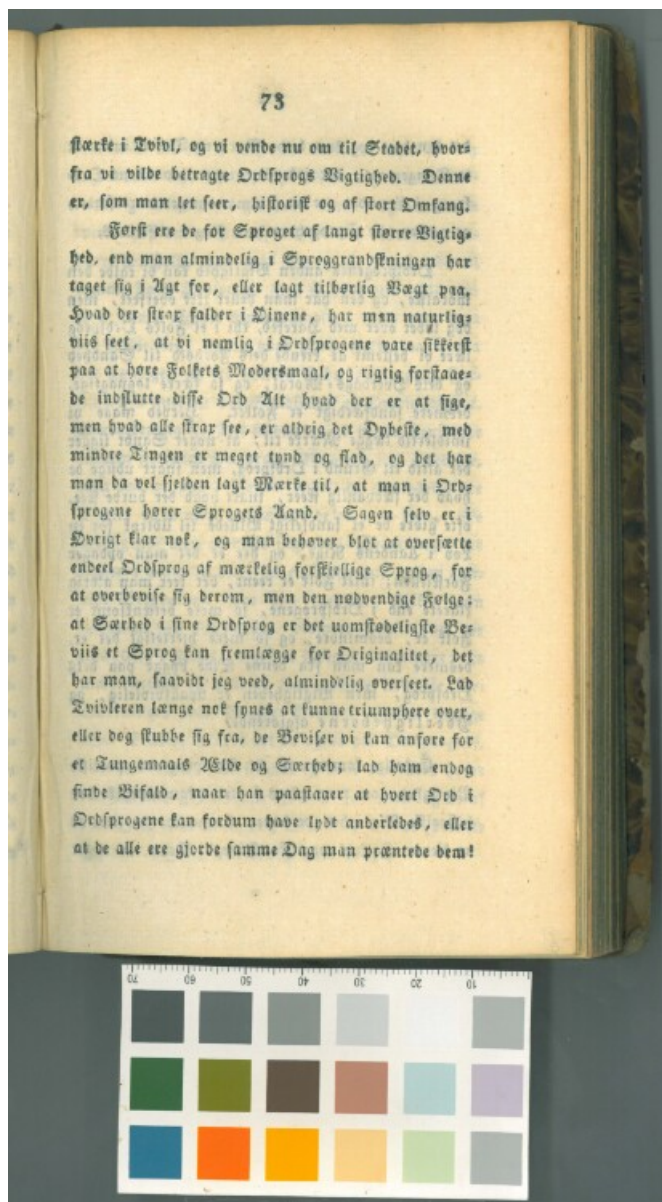 73
stærke i Tvivl, og vi vende nu om til Stadet, hvor=
fra vi vilde betragte Ordsprogs Vigtighed. Denne
er, som man let seer, historisk og af stort Omfang.
Først ere de for Sproget af langt større Vigtig=
hed, end man almindelig i Sproggrandskningen har
taget sig i Agt for, eller lagt tilbørlig Vægt paa.
Hvad der strax falder i Øinene, har man naturlig=
viis seet, at vi nemlig i Ordsprogene vare sikkerst
paa at høre Folkets Modersmaal, og rigtig forstaae=
de indslutte disse Ord Alt hvad der er at sige,
men hvad alle strax see, er aldrig det Ypbeste, med
mindre Tingen er meget tynd og flad, og det har
man da vel sjelden lagt Mærke til, at man i Ord=
sprogene hører Sprogets Aand. Sagen selv er i
Øvrigt klar nok, og man behøver blot at oversætte
endeel Ordsprog af mærkelig forskiellige Sprog, for
at overbevise sig derom, men den nødvendige Følge:
at Særhed i sine Ordsprog er det uomstødeligste Be=
viis et Sprog kan fremlægge for Originalitet, det
har man, saavidt jeg veed, almindelig overseet. Lad
Tvivleren længe nok synes at kunne triumphere over,
eller dog skubbe sig fra, de Beviser vi kan anføre for
et Tungemaals Ælde og Særhed; lad ham endog
finde Bifald, naar han paastaaer at hvert Ord i
Ordsprogene kan fordum have lydt anderledes, eller
at de alle ere gjorde samme Dag man præntede dem!
70 60 50 40 30 20 10